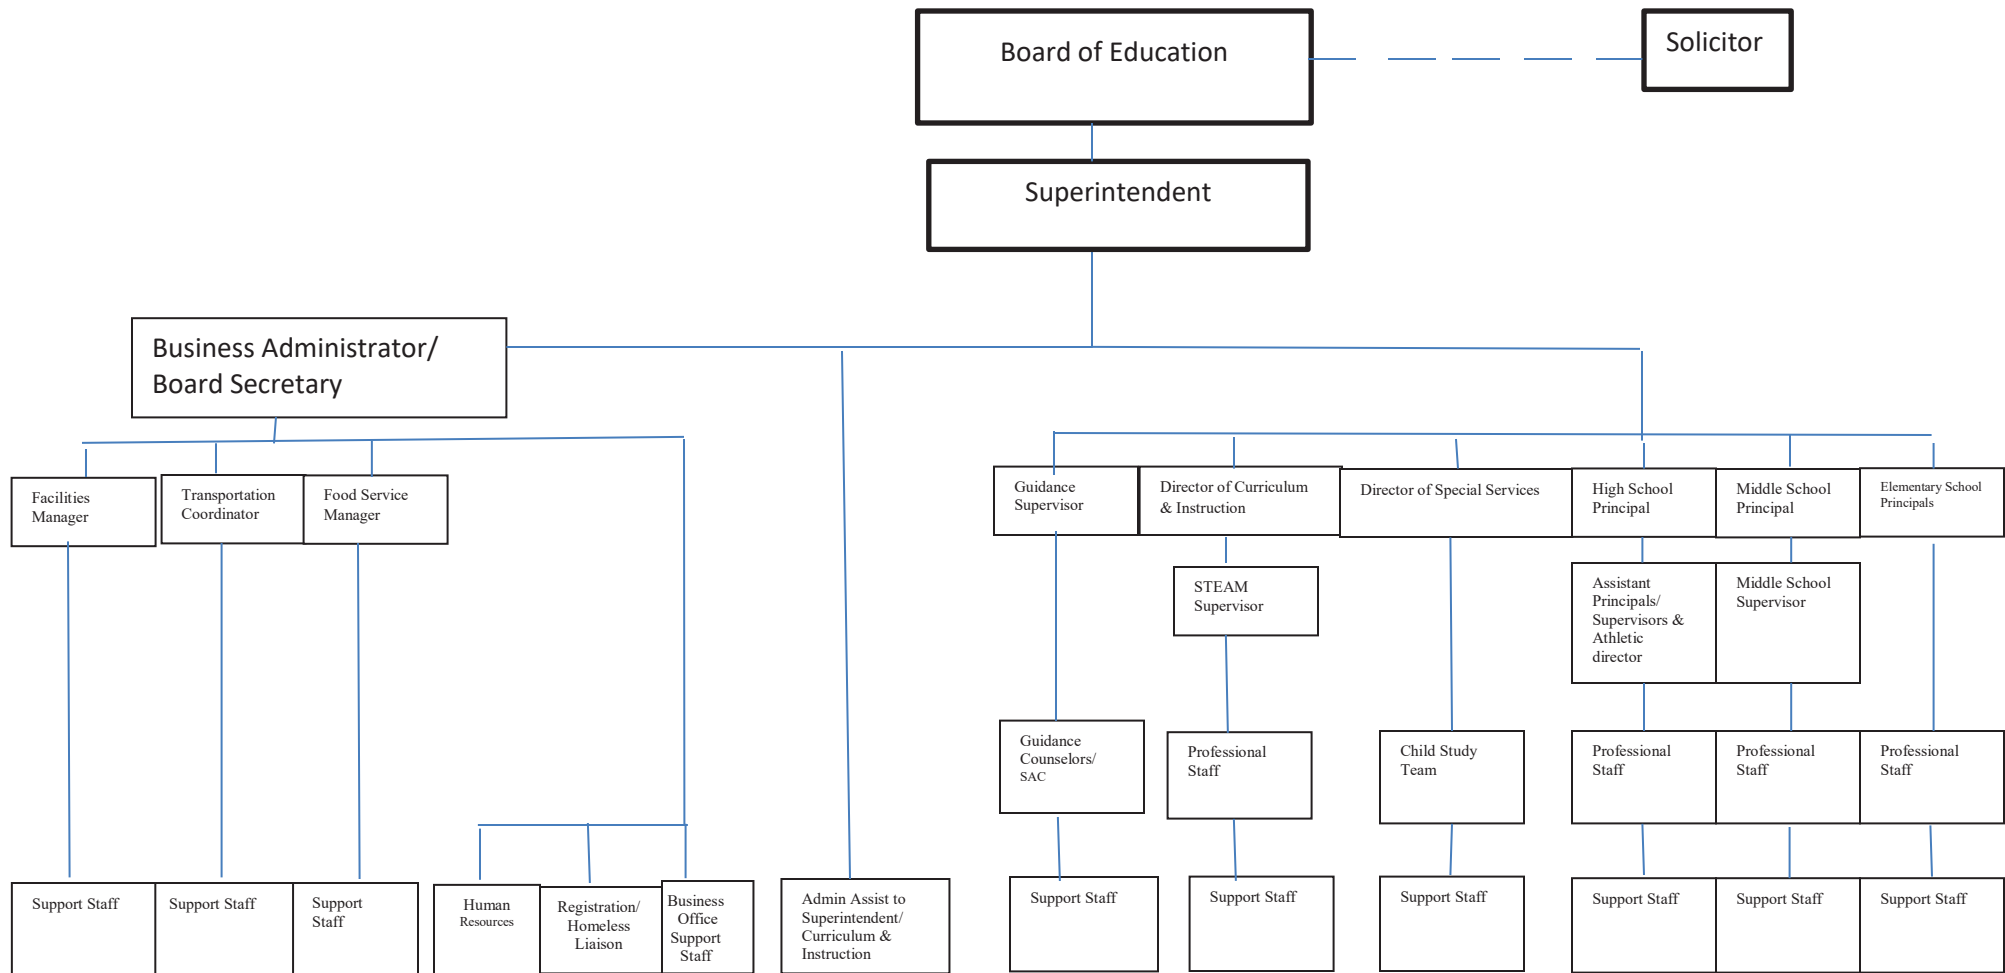 Board of Education
Solicitor
Superintendent
Business Administrator/
Board Secretary
Facilities
Manager
Transportation
Coordinator
Food Service
Manager
Guidance
Supervisor
Director of Curriculum
& Instruction
Director of Special Services
High School
Principal
Middle School
Principal
Elementary School
Principals
STEAM
Supervisor
Assistant
Principals/
Supervisors &
Athletic
director
Middle School
Supervisor
Guidance
Counselors/
SAC
Professional
Staff
Child Study
Team
Professional
Staff
Professional
Staff
Professional
Staff
Support Staff
Support Staff
Support
Staff
Human
Resources
Registration/
Homeless
Liaison
Business
Office
Support
Staff
Admin Assist to
Superintendent/
Curriculum &
Instruction
Support Staff
Support Staff
Support Staff
Support Staff
Support Staff
Support Staff